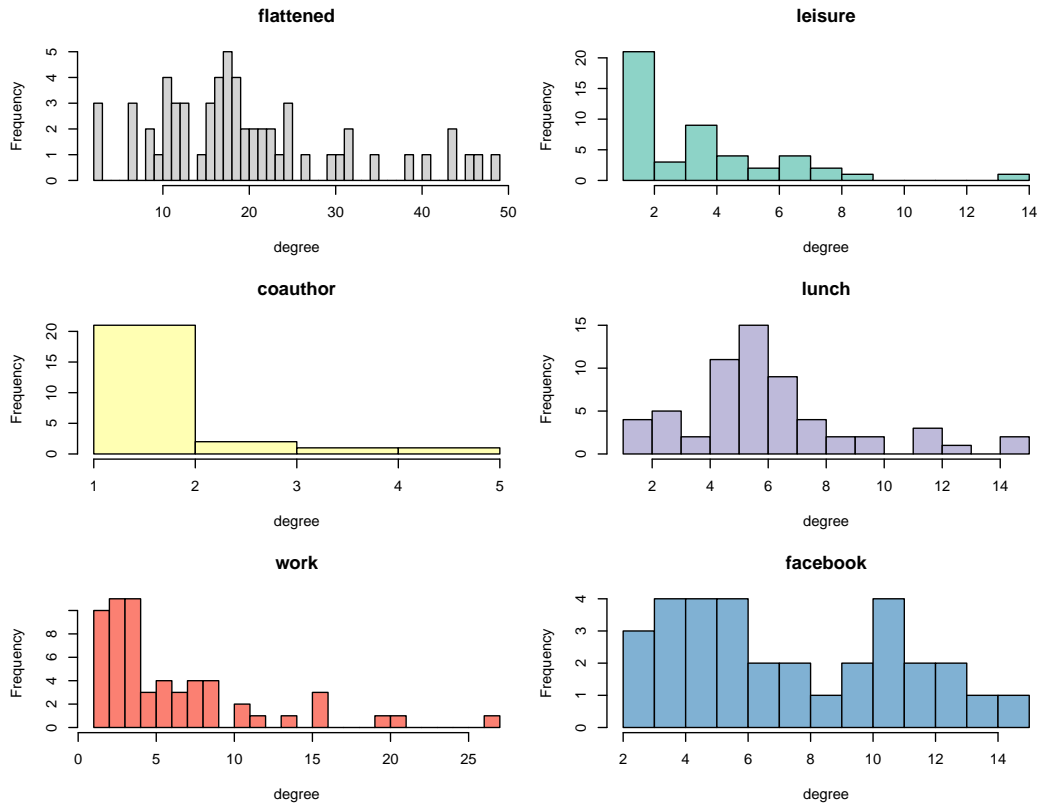 flattened
Frequency
0 1 2 3 4 5
10 20 30 40 50
degree
leisure
Frequency
0 5 10 20
2 4 6 8 10 12 14
degree
coauthor
Frequency
0 5 10 15 20
1 2 3 4 5
degree
lunch
Frequency
0 5 10 15
2 4 6 8 10 12 14
degree
work
Frequency
0 2 4 6 8
0 5 10 15 20 25
degree
facebook
Frequency
0 1 2 3 4
2 4 6 8 10 12 14
degree